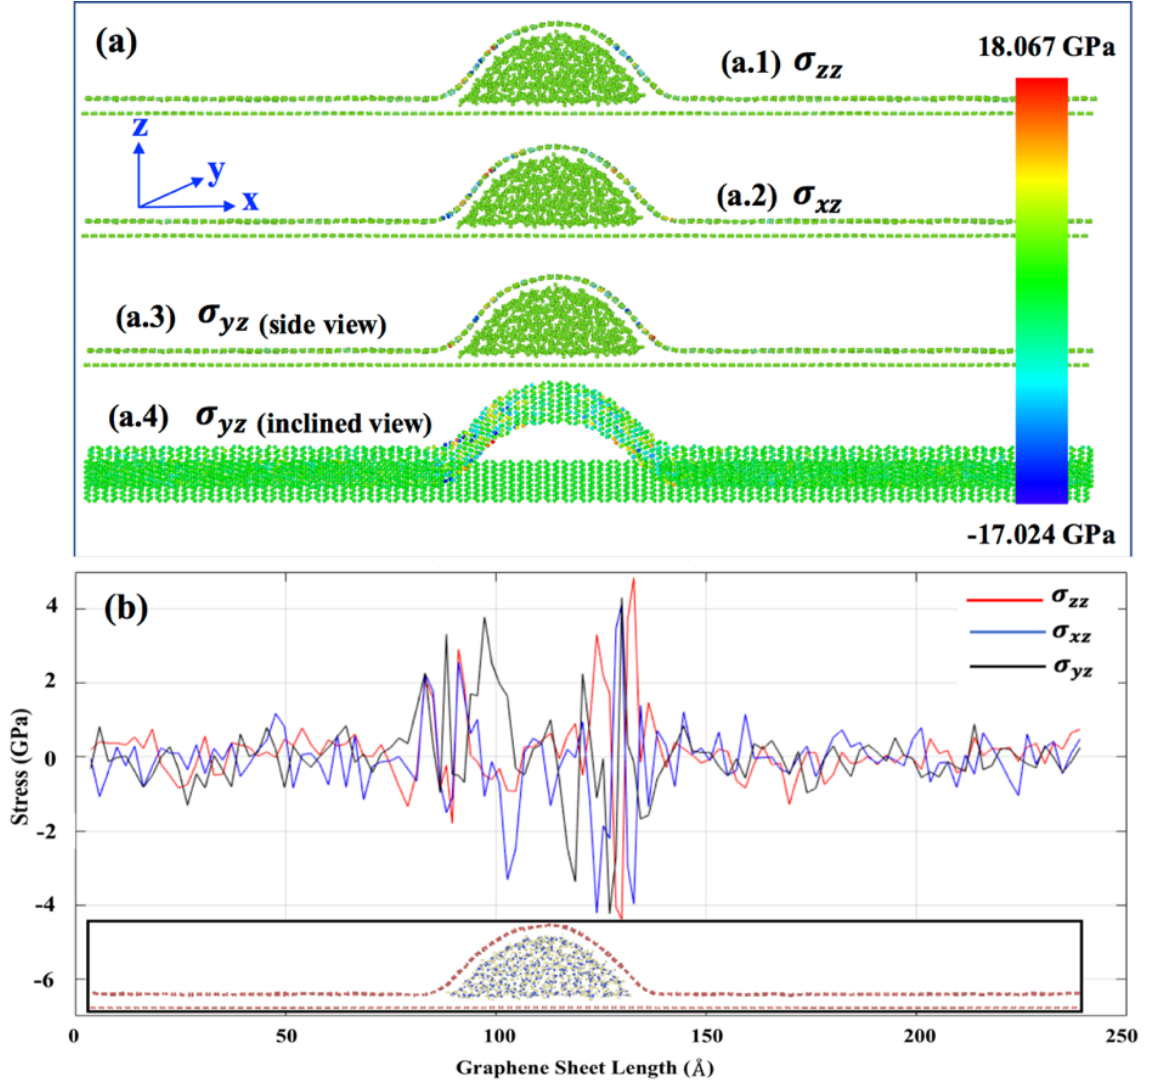 (a)
(a.1) σzz
18.067 GPa
z
y
x
(a.2) σxz
(a.3) σyz (side view)
(a.4) σyz (inclined view)
-17.024 GPa
(b)
σzz
σxz
σyz
4
2
0
-2
-4
-6
Stress (GPa)
0 50 100 150 200 250
Graphene Sheet Length (Å)